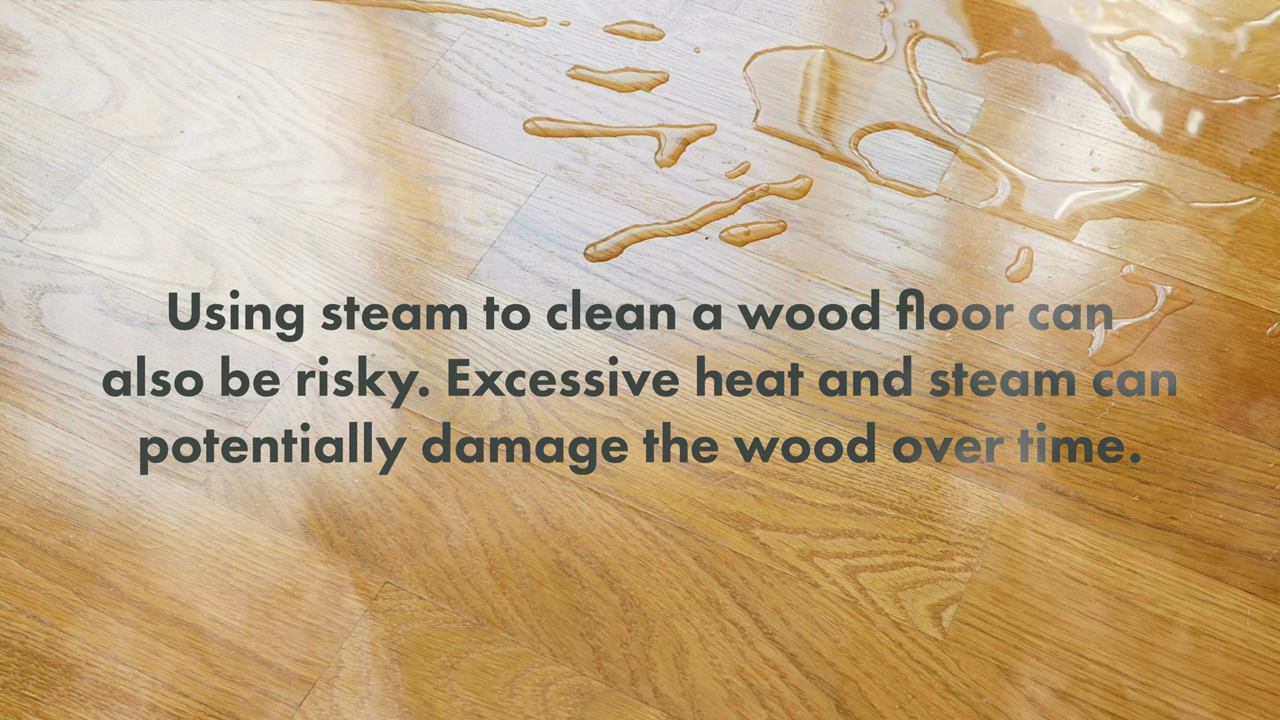 Using steam to clean a wood floor can
also be risky. Excessive heat and steam can
potentially damage the wood over time.